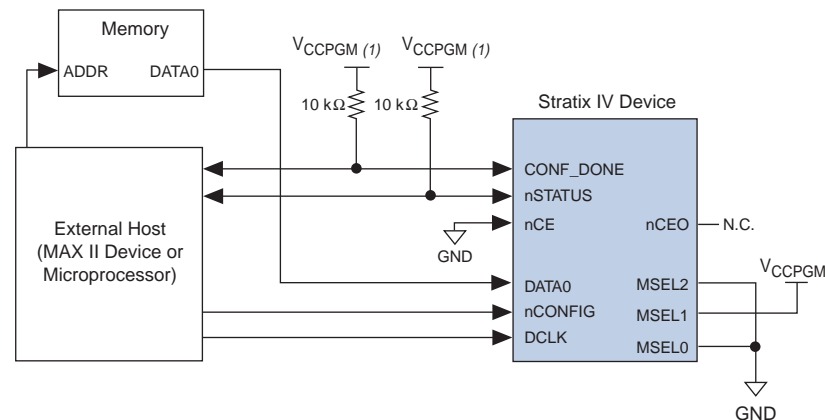 Memory
ADDR DATA0
VCCPGM (1) VCCPGM (1)
10 kΩ 10 kΩ
Stratix IV Device
External Host
(MAX II Device or
Microprocessor)
CONF_DONE
nSTATUS
nCE
GND
nCEO N.C.
DATA0
nCONFIG
DCLK
VCCPGM
MSEL2
MSEL1
MSEL0
GND